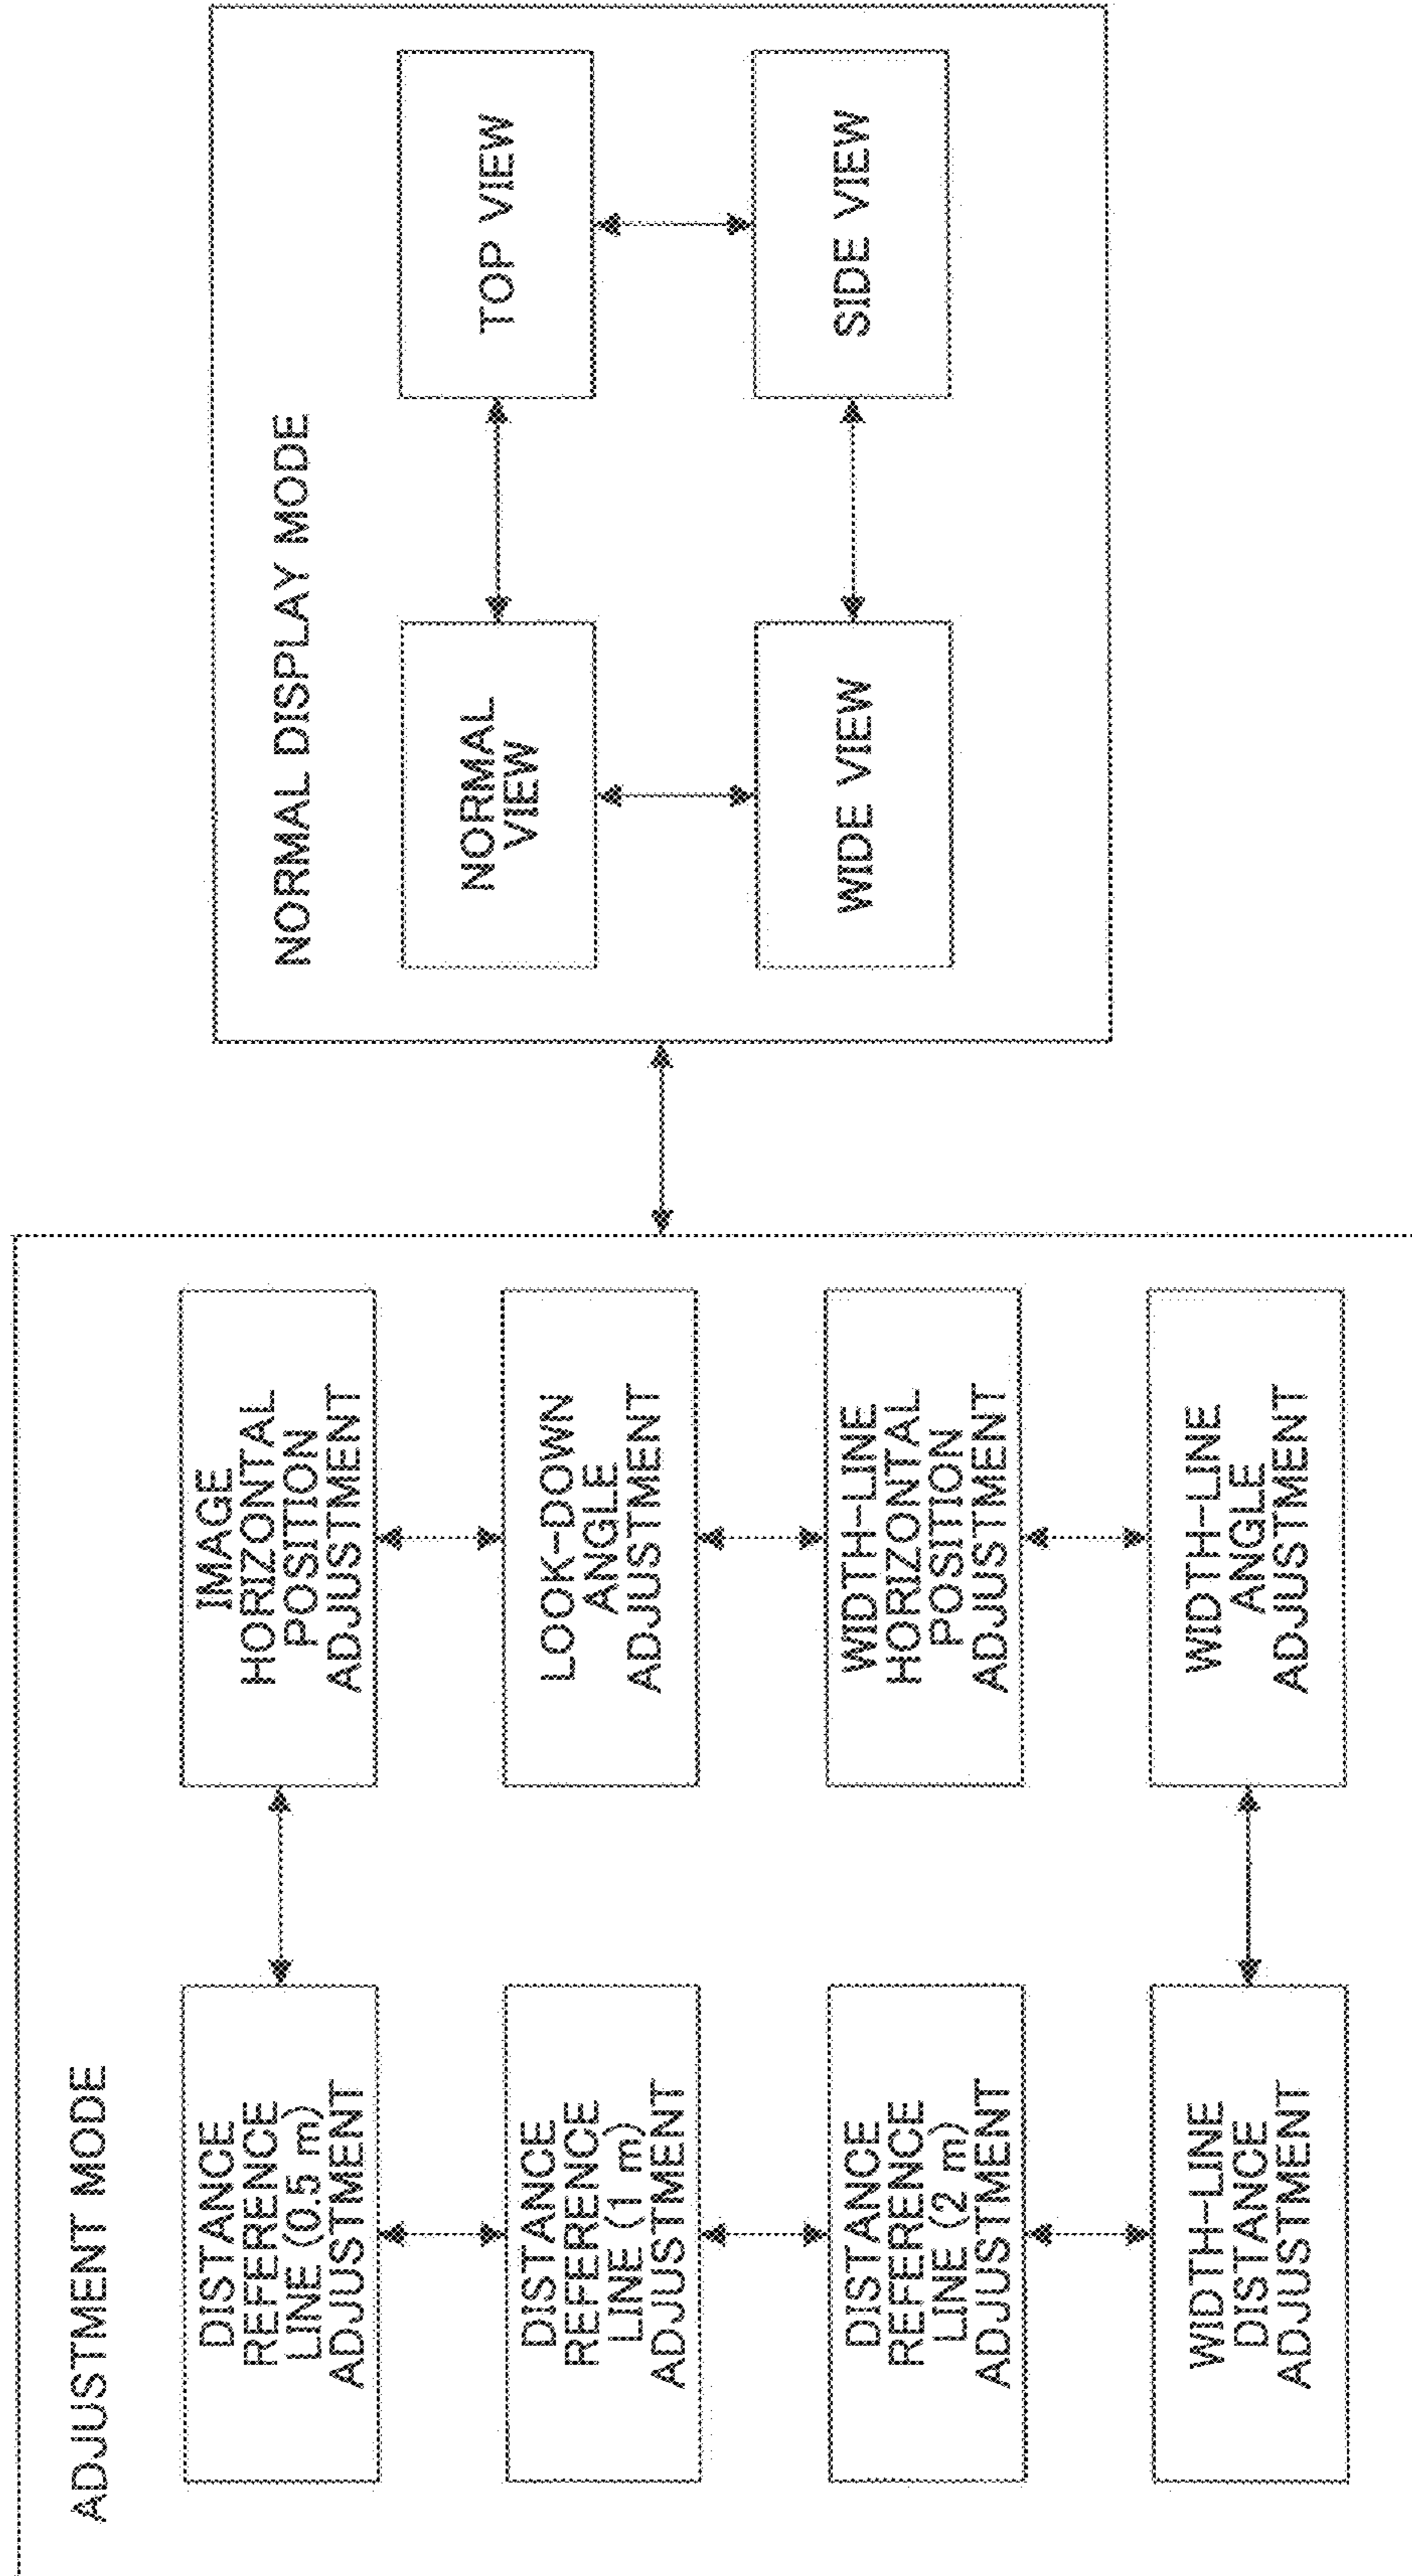 ADJUSTMENT MODE
DISTANCE
REFERENCE
LINE (0.5 m)
ADJUSTMENT
IMAGE
HORIZONTAL
POSITION
ADJUSTMENT
DISTANCE
REFERENCE
LINE (1 m)
ADJUSTMENT
LOOK-DOWN
ANGLE
ADJUSTMENT
DISTANCE
REFERENCE
LINE (2 m)
ADJUSTMENT
WIDTH-LINE
HORIZONTAL
POSITION
ADJUSTMENT
WIDTH-LINE
DISTANCE
ADJUSTMENT
WIDTH-LINE
ANGLE
ADJUSTMENT
NORMAL DISPLAY MODE
NORMAL
VIEW
TOP VIEW
WIDE VIEW
SIDE VIEW